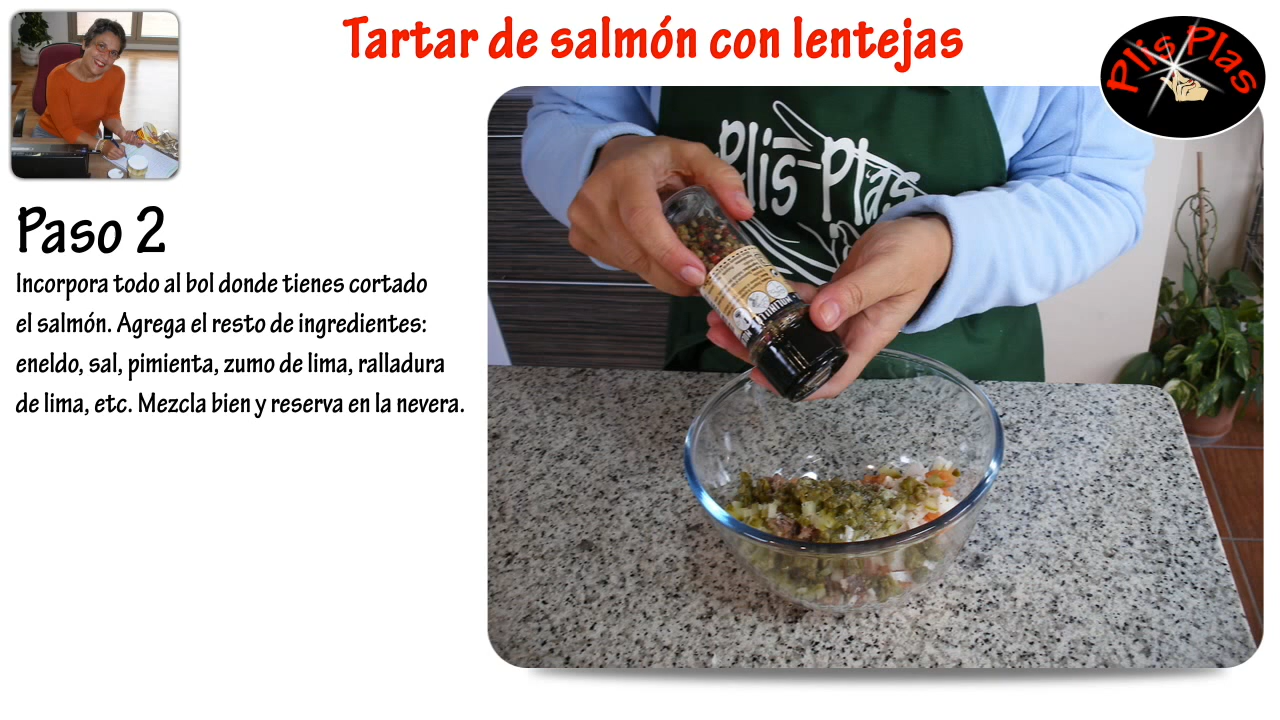 Tartar de salmón con lentejas
Plis Plas
Plis-Plas
Paso 2
Incorpora todo al bol donde tienes cortado
el salmón. Agrega el resto de ingredientes:
eneldo, sal, pimienta, zumo de lima, ralladura
de lima, etc. Mezcla bien y reserva en la nevera.